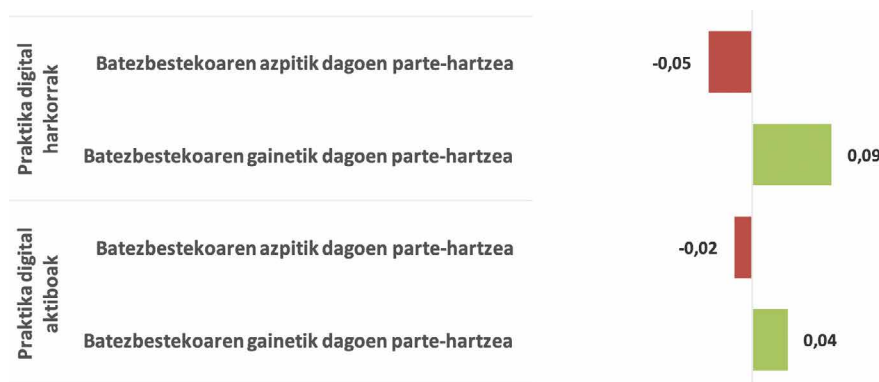 Praktika digital
harkorrak
Batezbestekoaren azpitik dagoen parte-hartzea
-0,05
Batezbestekoaren gainetik dagoen parte-hartzea
0,09
Praktika digital
aktiboak
Batezbestekoaren azpitik dagoen parte-hartzea
-0,02
Batezbestekoaren gainetik dagoen parte-hartzea
0,04